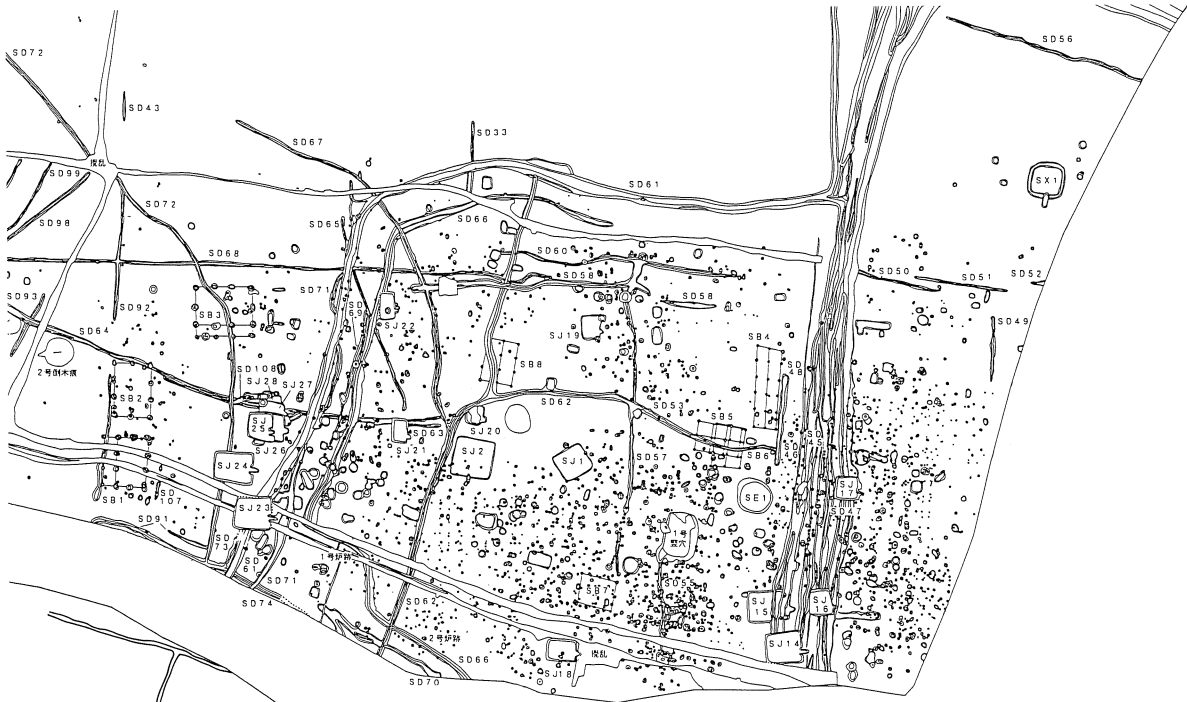 SD72
SD56
SD43
SD33
SD67
撹乱
SD99
SD61
SX1
SD72
SD98
SD65
SD66
SD68
SD60
SD58
SD50
SD51
SD52
SD71
SD69
SD93
SD92
SB3
SJ22
SD58
SD64
SJ19
SD49
SB4
SD48
2号倒木痕
SB8
SD108
SJ28
SJ27
SB2
SD62
SD53
SJ25
SB5
SD63
SJ20
SJ26
SJ21
SD45
SD46
SB6
SJ24
SJ2
SJ1
SD57
SE1
SJ17
SB1
SD107
SJ23
SD47
SD91
1号竪穴
SD73
SD61
1号炉跡
SD71
SD55
SB7
SD74
SD62
SJ15
SJ16
2号炉跡
SJ14
SD66
撹乱
SJ18
SD70